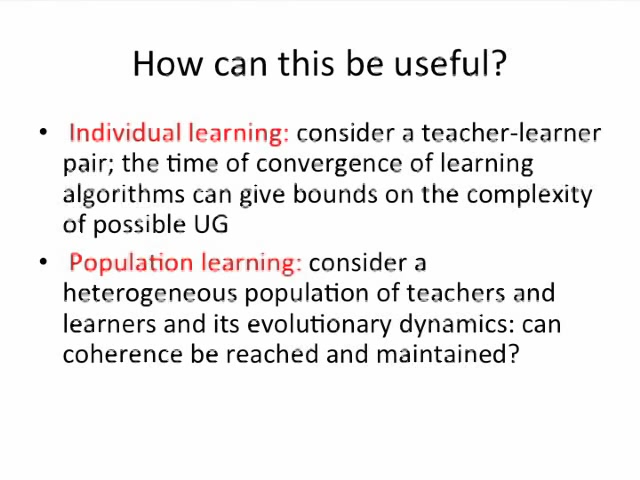 How can this be useful?
• Individual learning: consider a teacher-learner
pair; the time of convergence of learning
algorithms can give bounds on the complexity
of possible UG
• Population learning: consider a
heterogeneous population of teachers and
learners and its evolutionary dynamics: can
coherence be reached and maintained?